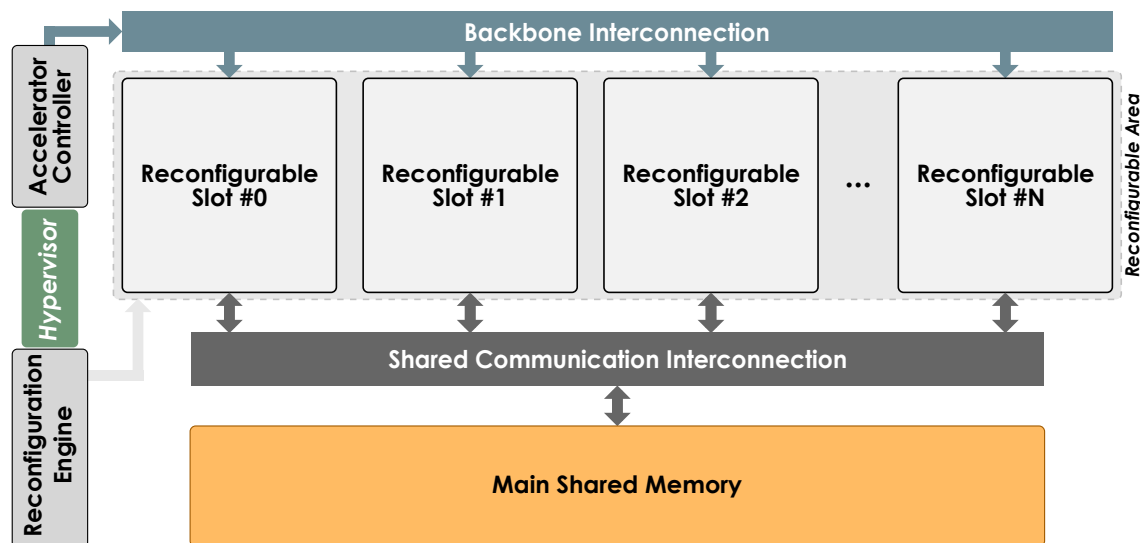 Backbone Interconnection
Accelerator
Controller
Reconfigurable
Slot #0
Reconfigurable
Slot #1
Reconfigurable
Slot #2
...
Reconfigurable
Slot #N
Reconfigurable Area
Hypervisor
Shared Communication Interconnection
Reconfiguration
Engine
Main Shared Memory